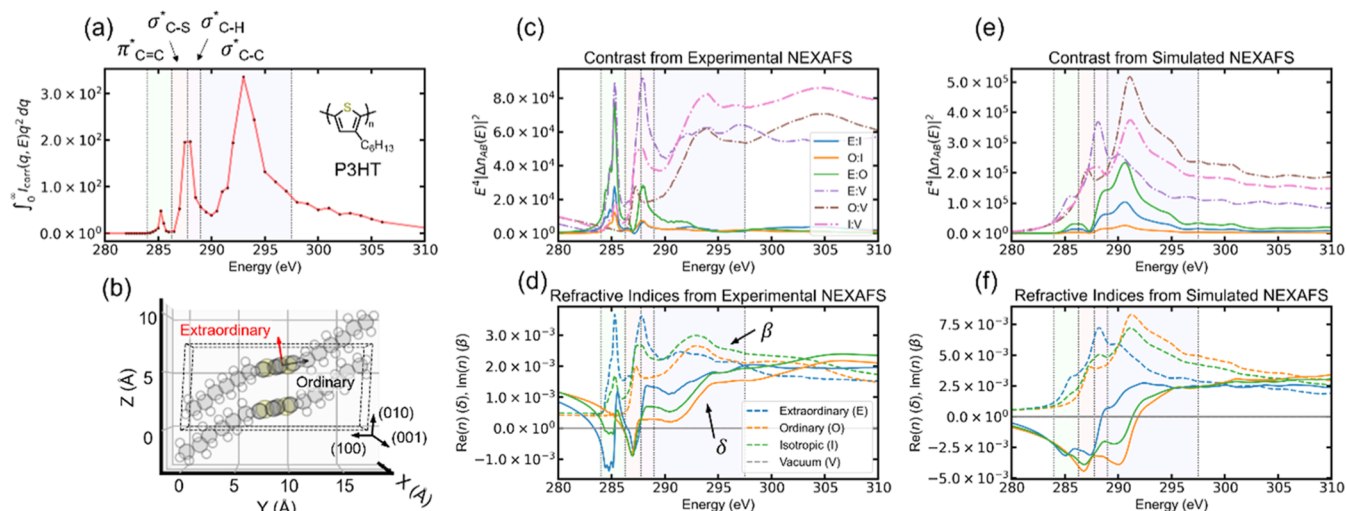 (a)
π*C=C
σ*C-S
σ*C-H
σ*C-C
∫₀^∞ Icorr(q, E)q² dq
3.0 × 10²
2.0 × 10²
1.0 × 10²
0.0 × 10⁰
S
n
C6H13
P3HT
280 285 290 295 300 305 310
Energy (eV)
(b)
Z (Å)
10
5
0
Extraordinary
Ordinary
(010)
(001)
(100)
0 5 10 15
Y (Å)
X (Å)
(c)
Contrast from Experimental NEXAFS
E⁴|ΔnAB(E)|²
8.0 × 10⁴
6.0 × 10⁴
4.0 × 10⁴
2.0 × 10⁴
0.0 × 10⁰
E:I
O:I
E:O
E:V
O:V
I:V
280 285 290 295 300 305 310
Energy (eV)
(d)
Refractive Indices from Experimental NEXAFS
Re(n) (δ), Im(n) (β)
3.0 × 10⁻³
2.0 × 10⁻³
1.0 × 10⁻³
0.0 × 10⁰
−1.0 × 10⁻³
β
δ
Extraordinary (E)
Ordinary (O)
Isotropic (I)
Vacuum (V)
280 285 290 295 300 305 310
Energy (eV)
(e)
Contrast from Simulated NEXAFS
E⁴|ΔnAB(E)|²
5.0 × 10⁵
4.0 × 10⁵
3.0 × 10⁵
2.0 × 10⁵
1.0 × 10⁵
0.0 × 10⁰
280 285 290 295 300 305 310
Energy (eV)
(f)
Refractive Indices from Simulated NEXAFS
Re(n) (δ), Im(n) (β)
7.5 × 10⁻³
5.0 × 10⁻³
2.5 × 10⁻³
0.0 × 10⁰
−2.5 × 10⁻³
−5.0 × 10⁻³
280 285 290 295 300 305 310
Energy (eV)